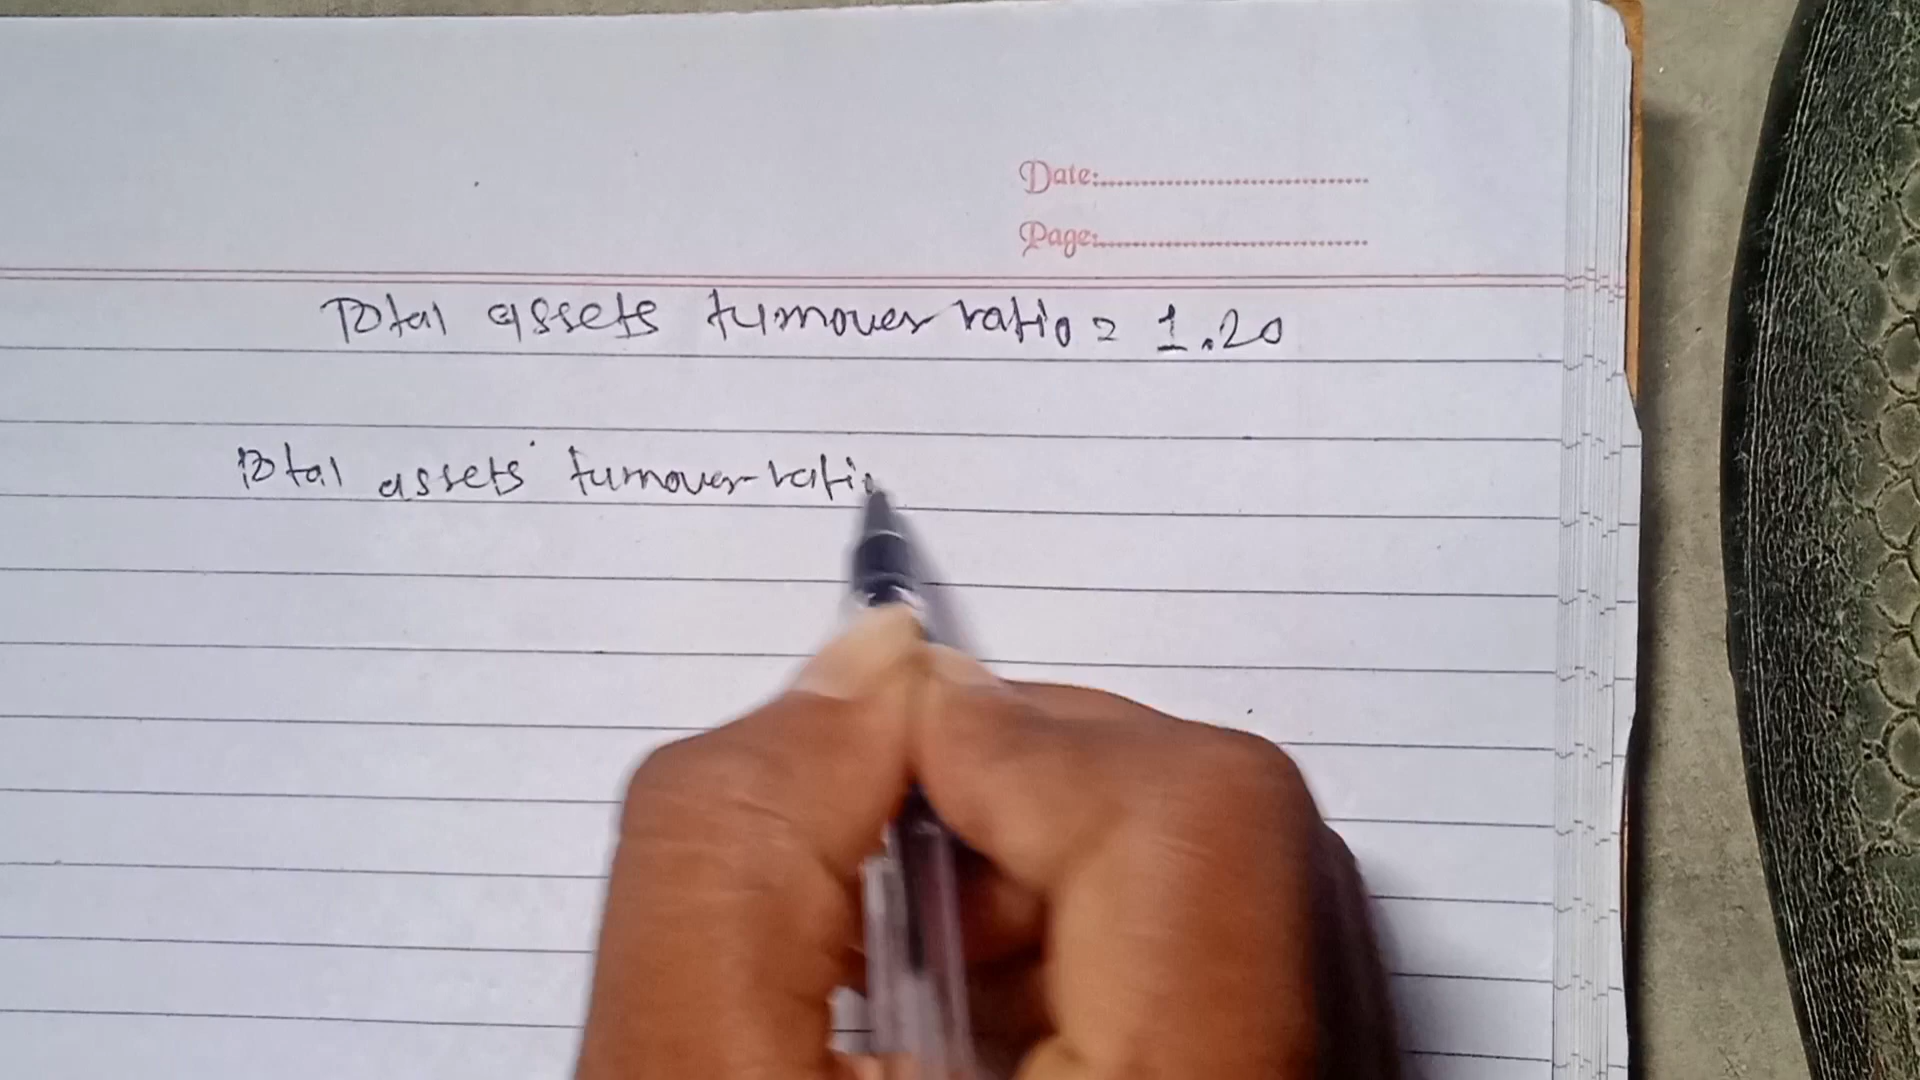 Date:
Page:
Total assets turnover ratio = 1.20
Total assets turnover ratio